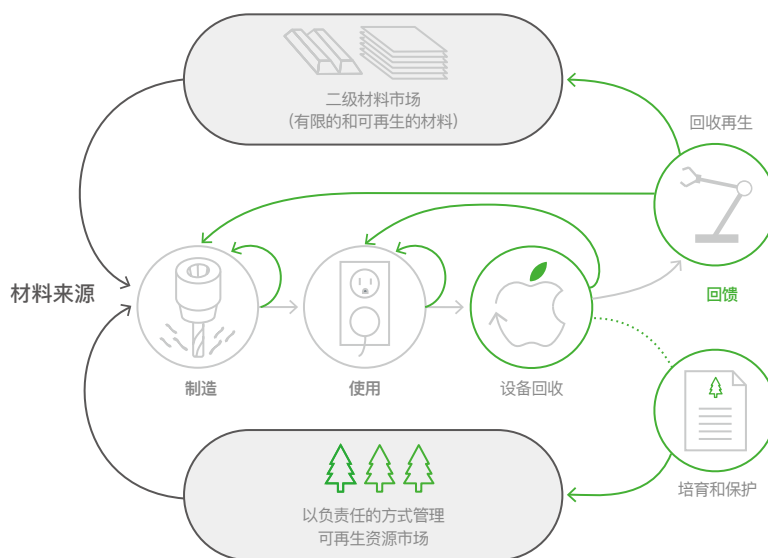 二级材料市场
(有限的和可再生的材料)
回收再生
材料来源
回馈
制造
使用
设备回收
培育和保护
以负责任的方式管理
可再生资源市场